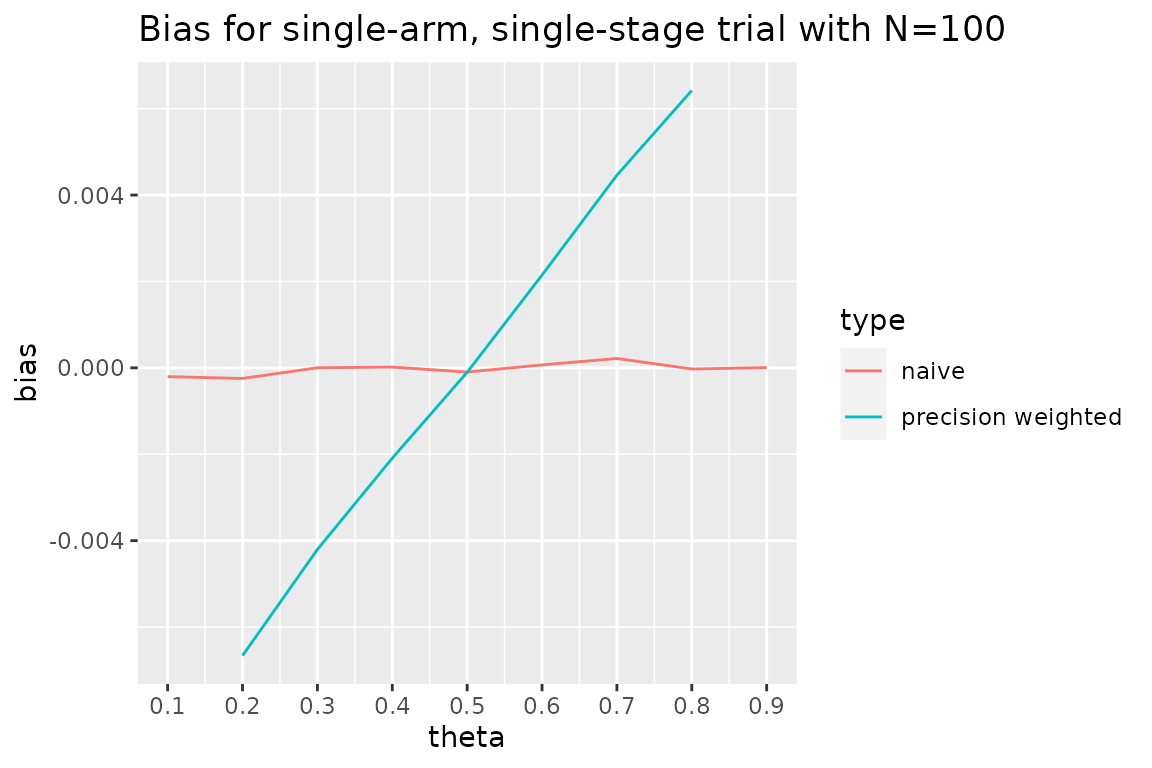 Bias for single-arm, single-stage trial with N=100
0.004
0.000
-0.004
bias
0.1 0.2 0.3 0.4 0.5 0.6 0.7 0.8 0.9
theta
type
naive
precision weighted